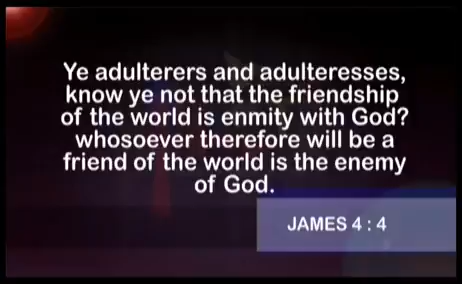 Ye adulterers and adulteresses,
know ye not that the friendship
of the world is enmity with God?
whosoever therefore will be a
friend of the world is the enemy
of God.
JAMES 4 : 4